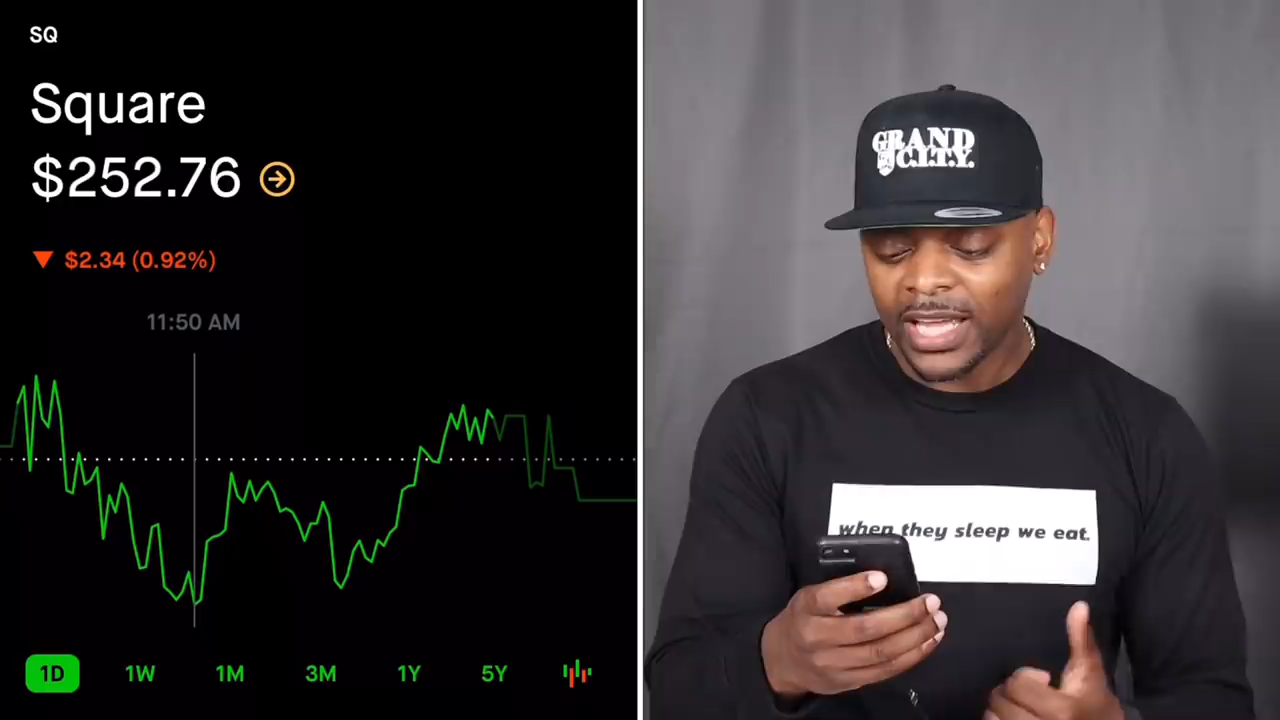 SQ
Square
$252.76
▼ $2.34 (0.92%)
11:50 AM
1D 1W 1M 3M 1Y 5Y
GRAND
C.I.T.Y.
when they sleep we eat.